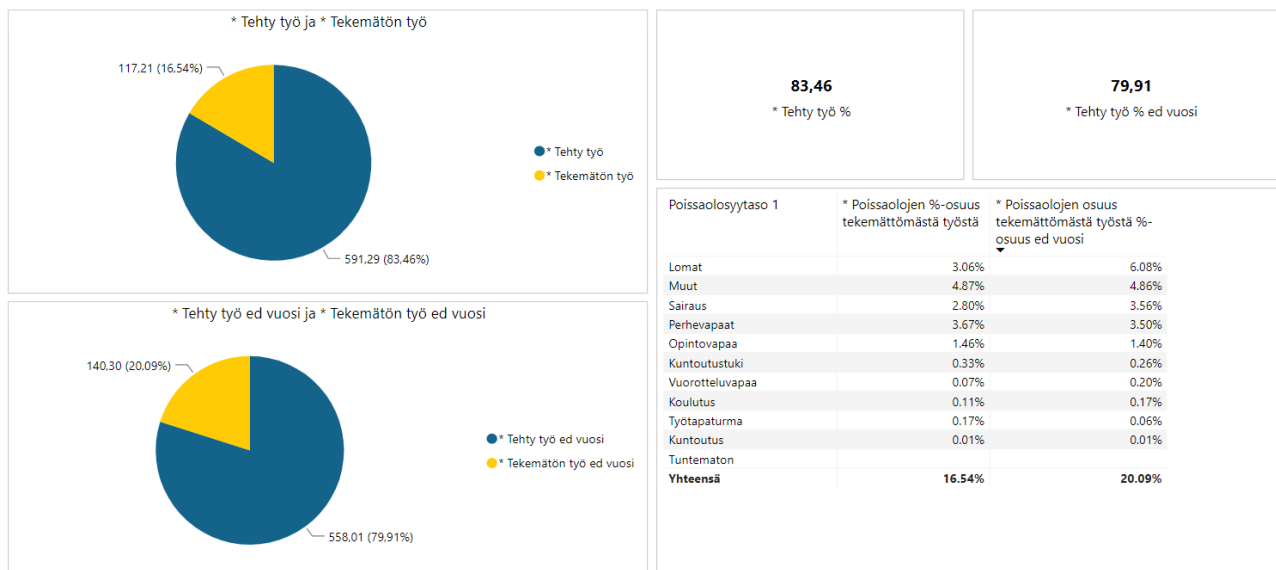 * Tehty työ ja * Tekemätön työ
117,21 (16,54%)
* Tehty työ
* Tekemätön työ
591,29 (83,46%)
* Tehty työ ed vuosi ja * Tekemätön työ ed vuosi
140,30 (20,09%)
* Tehty työ ed vuosi
* Tekemätön työ ed vuosi
558,01 (79,91%)
83,46
* Tehty työ %
79,91
* Tehty työ % ed vuosi
Poissaolosyytaso 1 * Poissaolojen %-osuus * Poissaolojen osuus
tekemättömästä työstä tekemättömästä työstä %-
osuus ed vuosi
Lomat 3.06% 6.08%
Muut 4.87% 4.86%
Sairaus 2.80% 3.56%
Perhevapaat 3.67% 3.50%
Opintovapaa 1.46% 1.40%
Kuntoutustuki 0.33% 0.26%
Vuorotteluvapaa 0.07% 0.20%
Koulutus 0.11% 0.17%
Työtapaturma 0.17% 0.06%
Kuntoutus 0.01% 0.01%
Tuntematon
Yhteensä 16.54% 20.09%